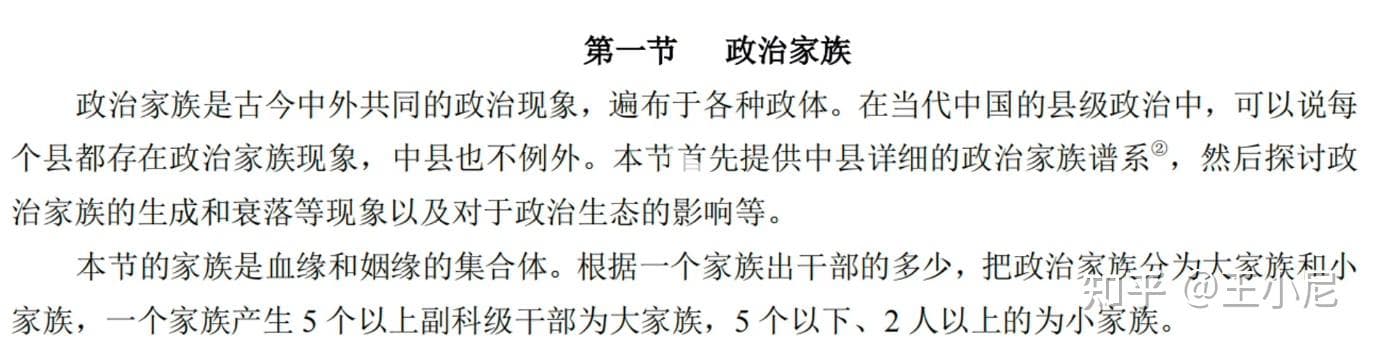 第一节 政治家族
政治家族是古今中外共同的政治现象，遍布于各种政体。在当代中国的县级政治中，可以说每
个县都存在政治家族现象，中县也不例外。本节首先提供中县详细的政治家族谱系②，然后探讨政
治家族的生成和衰落等现象以及对于政治生态的影响等。
本节的家族是血缘和姻缘的集合体。根据一个家族出干部的多少，把政治家族分为大家族和小
家族，一个家族产生 5 个以上副科级干部为大家族，5 个以下、2 人以上的为小家族。
知乎 @王小尼